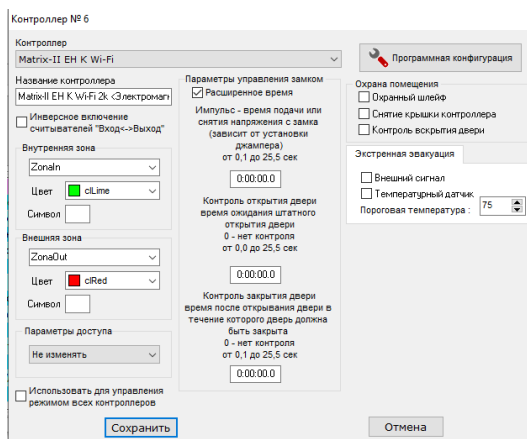 Контроллер № 6
Контроллер
Matrix-II EH K Wi-Fi
Программная конфигурация
Название контроллера
Matrix-II EH K Wi-Fi 2k <Электромагн
Инверсное включение
считывателей "Вход<->Выход"
Внутренняя зона
ZonaIn
Цвет clLime
Символ
Внешняя зона
ZonaOut
Цвет clRed
Символ
Параметры доступа
Не изменять
Использовать для управления
режимом всех контроллеров
Параметры управления замком
Расширенное время
Импульс - время подачи или
снятия напряжения с замка
(зависит от установки
джампера)
от 0,1 до 25,5 сек
0:00:00.0
Контроль открытия двери
время ожидания штатного
открытия двери
0 - нет контроля
от 0,0 до 25,5 сек
0:00:00.0
Контроль закрытия двери
время после открывания двери в
течение которого дверь должна
быть закрыта
0 - нет контроля
от 0,1 до 25,5 сек
0:00:00.0
Охрана помещения
Охранный шлейф
Снятие крышки контроллера
Контроль вскрытия двери
Экстренная эвакуация
Внешний сигнал
Температурный датчик
Пороговая температура : 75
Сохранить
Отмена